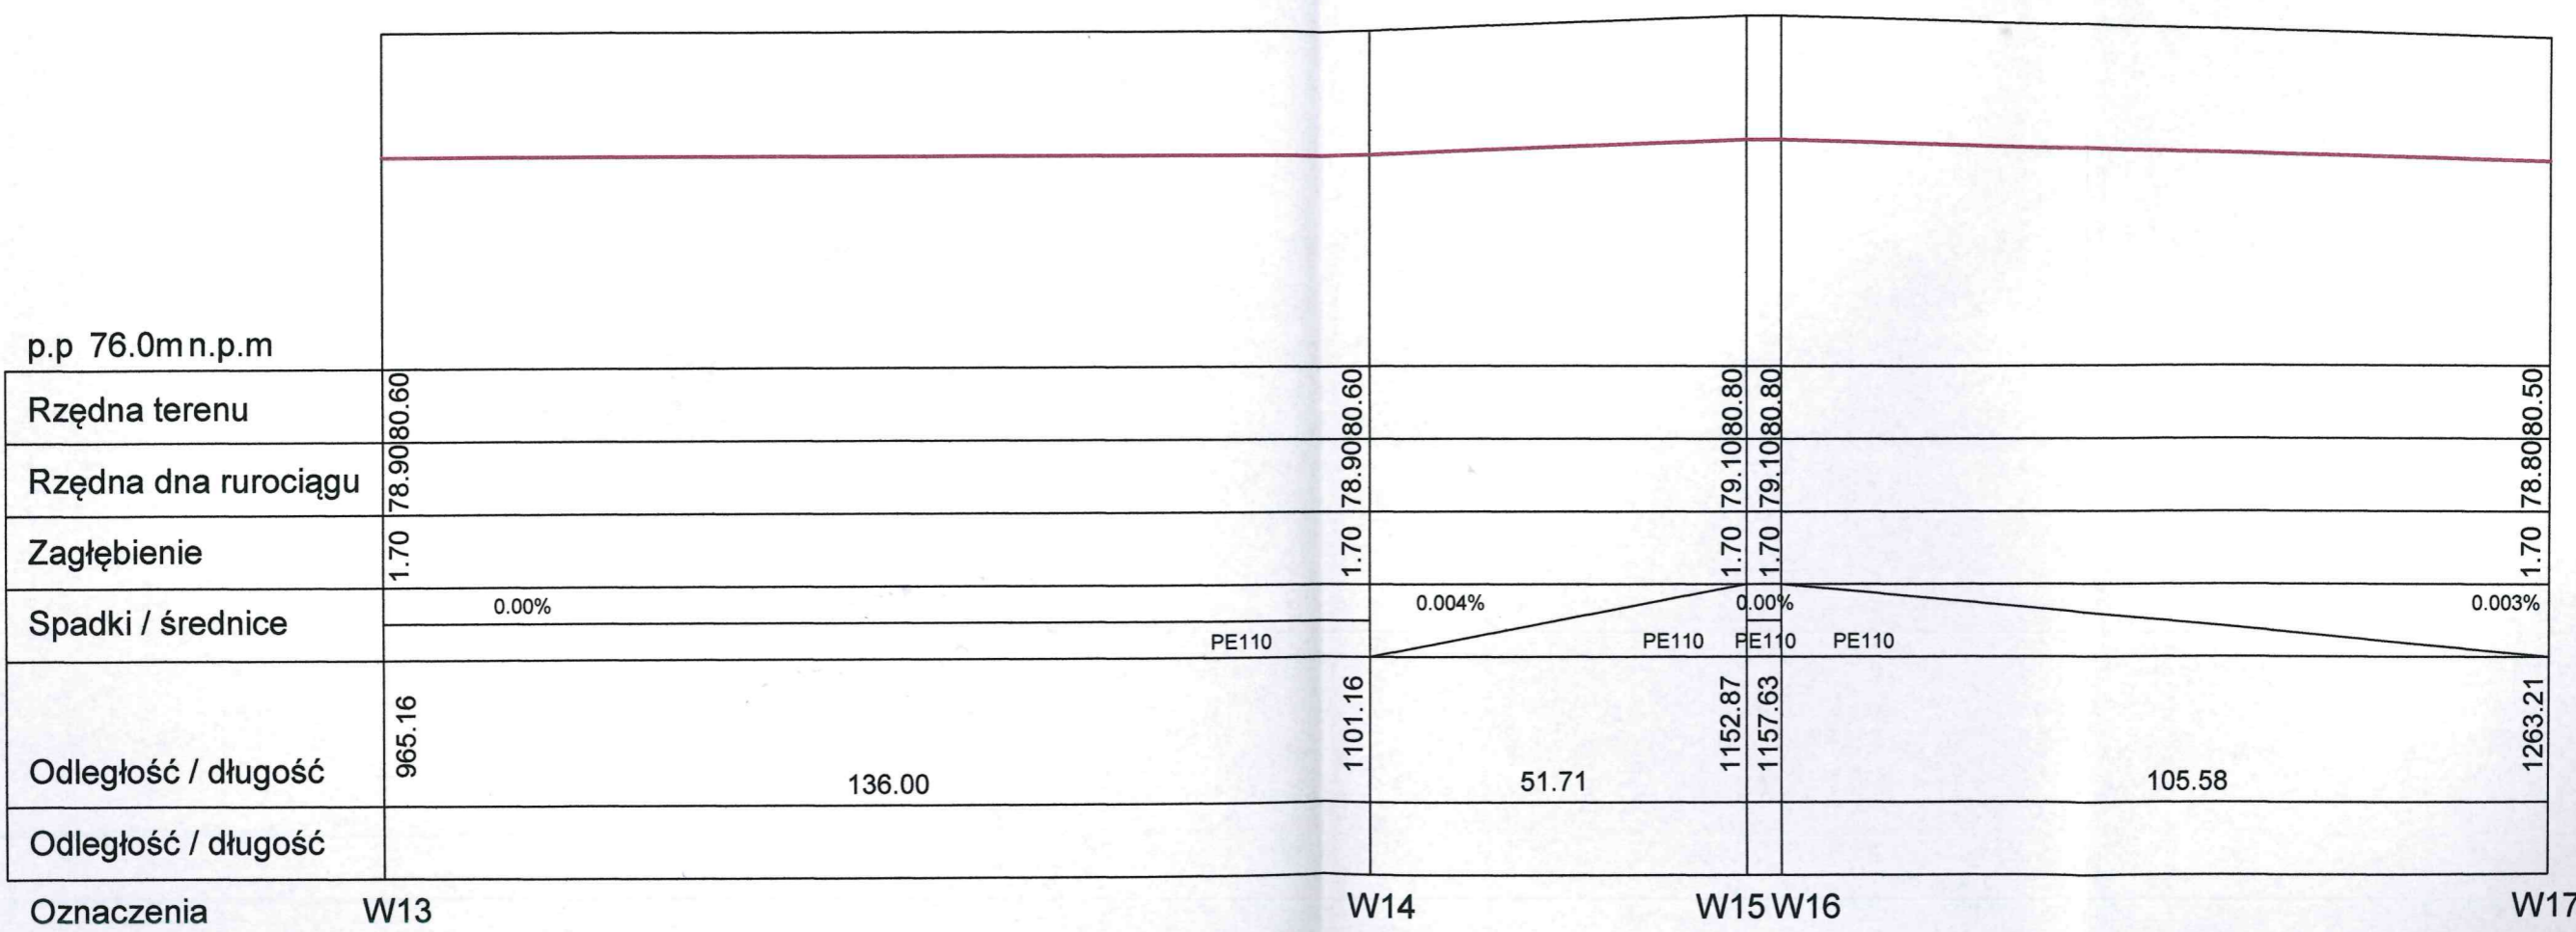 p.p 76.0m n.p.m
Rzędna terenu 80.60 80.60 80.80 80.80 80.50
Rzędna dna rurociągu 78.90 78.90 79.10 79.10 78.80
Zagłębienie 1.70 1.70 1.70 1.70 1.70
Spadki / średnice 0.00% 0.004% 0.00% 0.003%
PE110 PE110 PE110 PE110
965.16 1101.16 1152.87 1157.63 1263.21
Odległość / długość 136.00 51.71 105.58
Odległość / długość
Oznaczenia W13 W14 W15 W16 W17